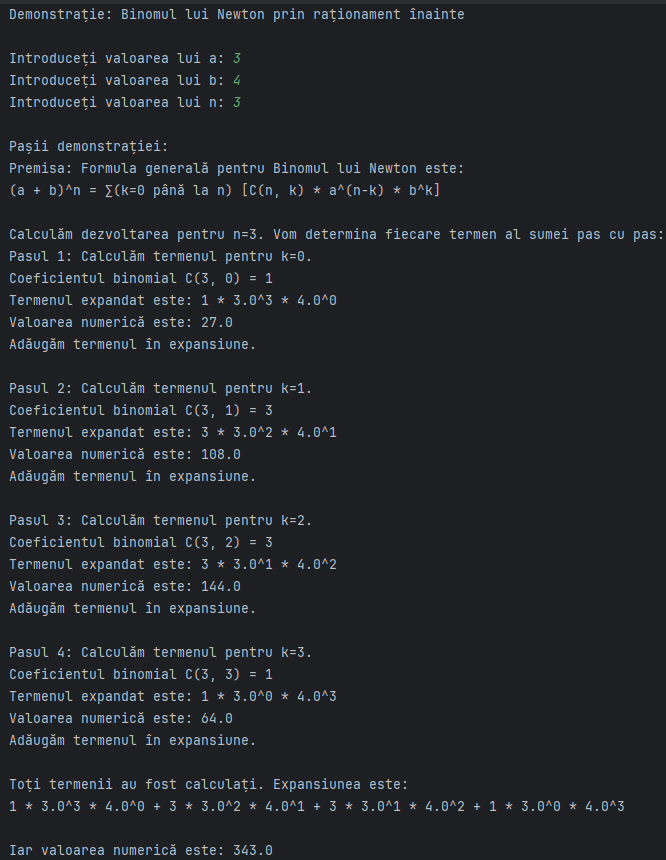 Demonstrație: Binomul lui Newton prin raționament înainte
Introduceți valoarea lui a: 3
Introduceți valoarea lui b: 4
Introduceți valoarea lui n: 3
Pașii demonstrației:
Premisa: Formula generală pentru Binomul lui Newton este:
(a + b)^n = ∑(k=0 până la n) [C(n, k) * a^(n-k) * b^k]
Calculăm dezvoltarea pentru n=3. Vom determina fiecare termen al sumei pas cu pas:
Pasul 1: Calculăm termenul pentru k=0.
Coeficientul binomial C(3, 0) = 1
Termenul expandat este: 1 * 3.0^3 * 4.0^0
Valoarea numerică este: 27.0
Adăugăm termenul în expansiune.
Pasul 2: Calculăm termenul pentru k=1.
Coeficientul binomial C(3, 1) = 3
Termenul expandat este: 3 * 3.0^2 * 4.0^1
Valoarea numerică este: 108.0
Adăugăm termenul în expansiune.
Pasul 3: Calculăm termenul pentru k=2.
Coeficientul binomial C(3, 2) = 3
Termenul expandat este: 3 * 3.0^1 * 4.0^2
Valoarea numerică este: 144.0
Adăugăm termenul în expansiune.
Pasul 4: Calculăm termenul pentru k=3.
Coeficientul binomial C(3, 3) = 1
Termenul expandat este: 1 * 3.0^0 * 4.0^3
Valoarea numerică este: 64.0
Adăugăm termenul în expansiune.
Toți termenii au fost calculați. Expansiunea este:
1 * 3.0^3 * 4.0^0 + 3 * 3.0^2 * 4.0^1 + 3 * 3.0^1 * 4.0^2 + 1 * 3.0^0 * 4.0^3
Iar valoarea numerică este: 343.0